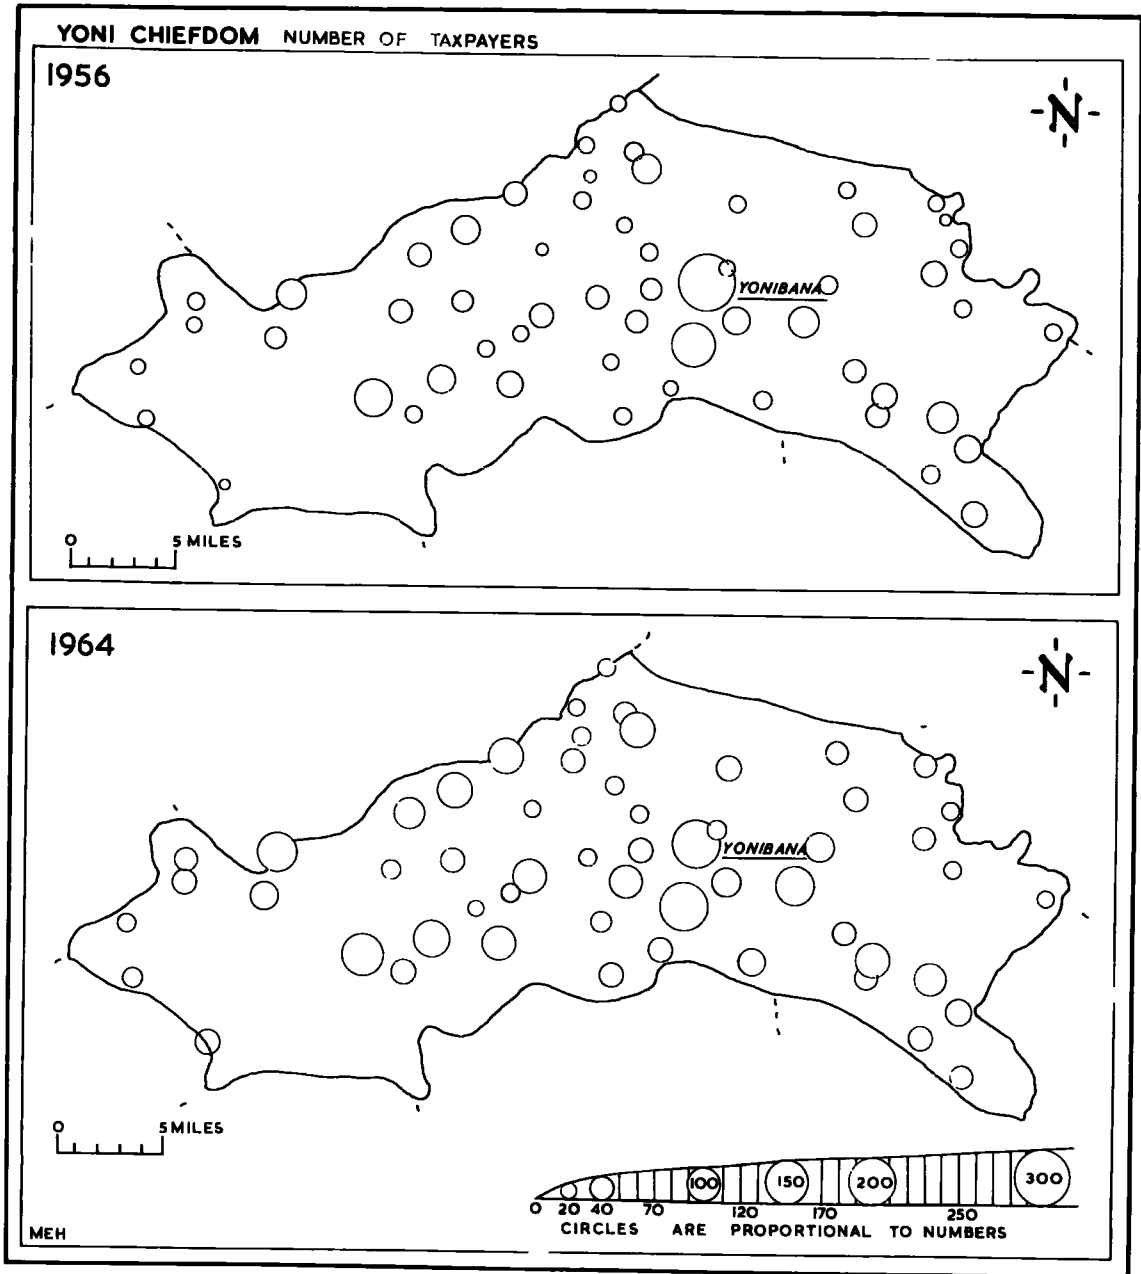 YONI CHIEFDOM NUMBER OF TAXPAYERS
1956
N
YONIBANA
0 5 MILES
1964
N
YONIBANA
0 5 MILES
100 150 200 300
0 20 40 70 120 170 250
CIRCLES ARE PROPORTIONAL TO NUMBERS
MEH